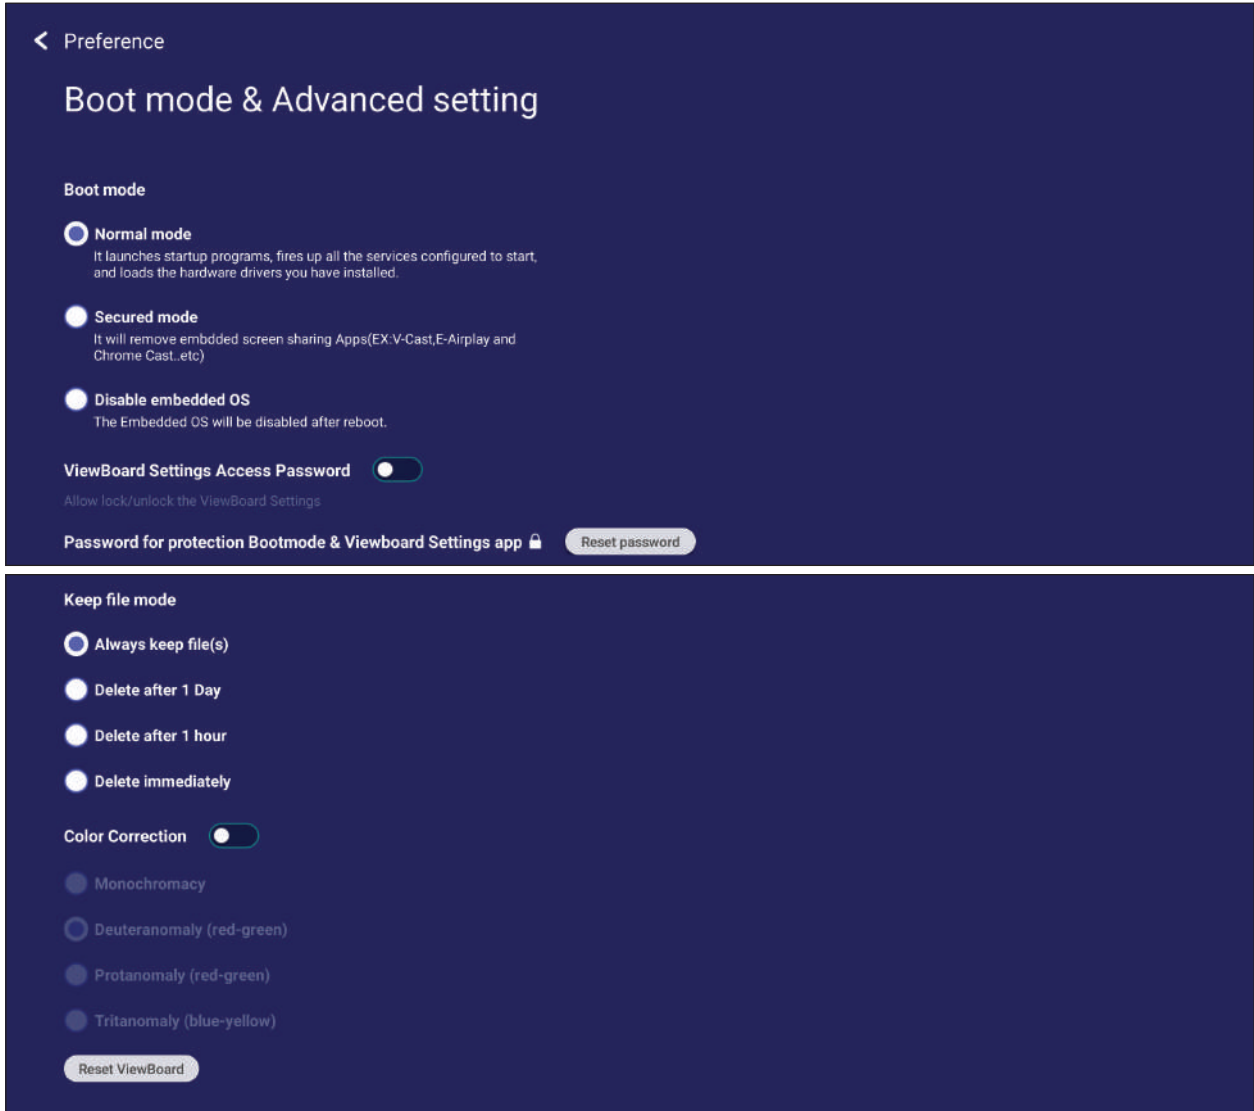 Preference
Boot mode & Advanced setting
Boot mode
Normal mode
It launches startup programs, fires up all the services configured to start,
and loads the hardware drivers you have installed.
Secured mode
It will remove embdded screen sharing Apps(EX:V-Cast,E-Airplay and
Chrome Cast..etc)
Disable embedded OS
The Embedded OS will be disabled after reboot.
ViewBoard Settings Access Password
Allow lock/unlock the ViewBoard Settings
Password for protection Bootmode & Viewboard Settings app
Reset password
Keep file mode
Always keep file(s)
Delete after 1 Day
Delete after 1 hour
Delete immediately
Color Correction
Monochromacy
Deuteranomaly (red-green)
Protanomaly (red-green)
Tritanomaly (blue-yellow)
Reset ViewBoard